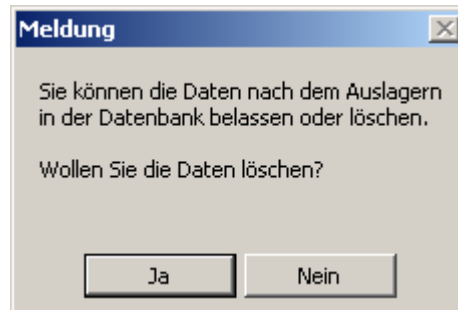 Meldung
Sie können die Daten nach dem Auslagern
in der Datenbank belassen oder löschen.
Wollen Sie die Daten löschen?
Ja
Nein